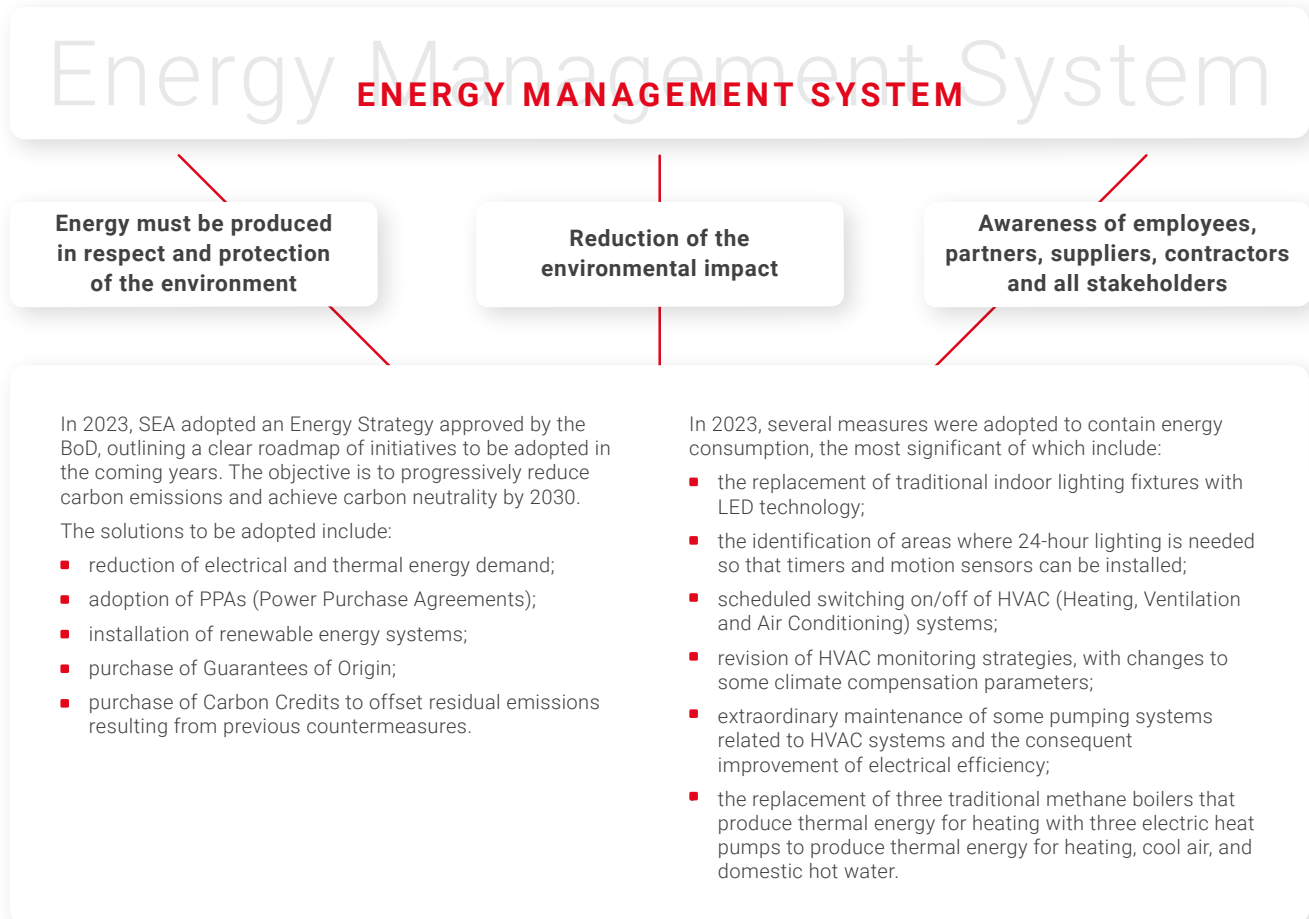 Energy Management System
ENERGY MANAGEMENT SYSTEM
Energy must be produced
in respect and protection
of the environment
Reduction of the
environmental impact
Awareness of employees,
partners, suppliers, contractors
and all stakeholders
In 2023, SEA adopted an Energy Strategy approved by the
BoD, outlining a clear roadmap of initiatives to be adopted in
the coming years. The objective is to progressively reduce
carbon emissions and achieve carbon neutrality by 2030.
The solutions to be adopted include:
reduction of electrical and thermal energy demand;
adoption of PPAs (Power Purchase Agreements);
installation of renewable energy systems;
purchase of Guarantees of Origin;
purchase of Carbon Credits to offset residual emissions
resulting from previous countermeasures.
In 2023, several measures were adopted to contain energy
consumption, the most significant of which include:
the replacement of traditional indoor lighting fixtures with
LED technology;
the identification of areas where 24-hour lighting is needed
so that timers and motion sensors can be installed;
scheduled switching on/off of HVAC (Heating, Ventilation
and Air Conditioning) systems;
revision of HVAC monitoring strategies, with changes to
some climate compensation parameters;
extraordinary maintenance of some pumping systems
related to HVAC systems and the consequent
improvement of electrical efficiency;
the replacement of three traditional methane boilers that
produce thermal energy for heating with three electric heat
pumps to produce thermal energy for heating, cool air, and
domestic hot water.